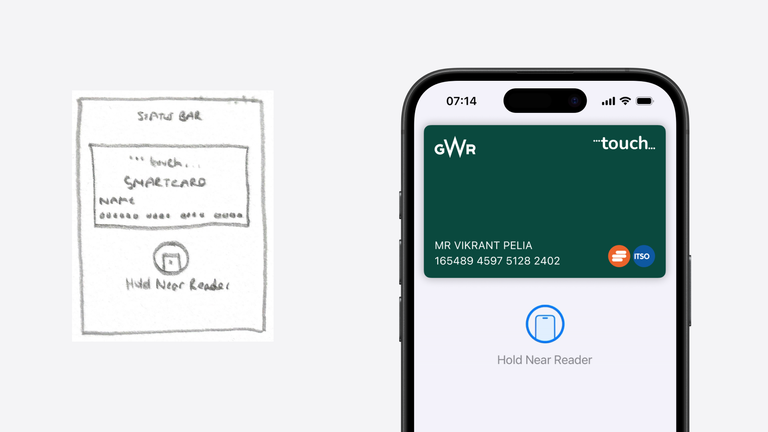 STATUS BAR
··· touch...
SMARTCARD
NAME
Hold Near Reader
07:14
GWR
···touch...
MR VIKRANT PELIA
165489 4597 5128 2402
ITSO
Hold Near Reader